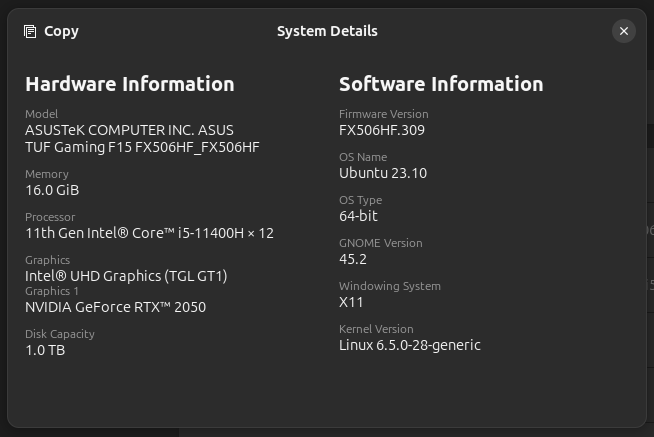 Copy
System Details
Hardware Information
Model
ASUSTeK COMPUTER INC. ASUS
TUF Gaming F15 FX506HF_FX506HF
Memory
16.0 GiB
Processor
11th Gen Intel® Core™ i5-11400H × 12
Graphics
Intel® UHD Graphics (TGL GT1)
Graphics 1
NVIDIA GeForce RTX™ 2050
Disk Capacity
1.0 TB
Software Information
Firmware Version
FX506HF.309
OS Name
Ubuntu 23.10
OS Type
64-bit
GNOME Version
45.2
Windowing System
X11
Kernel Version
Linux 6.5.0-28-generic